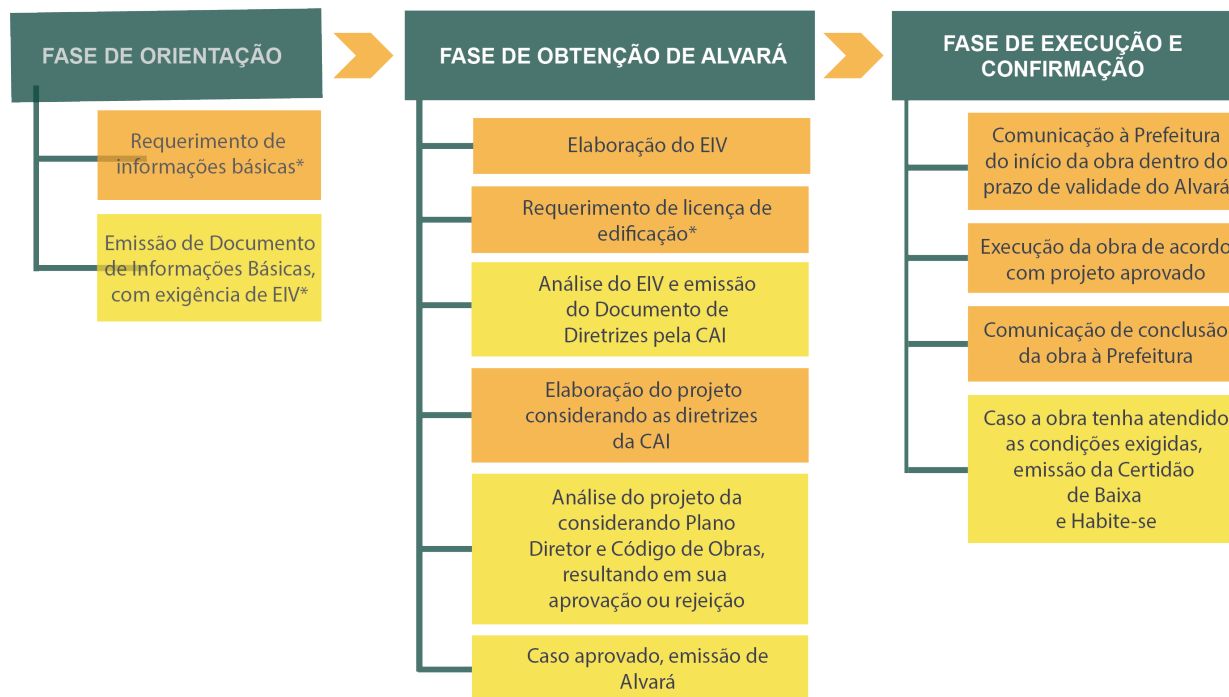 FASE DE ORIENTAÇÃO
Requerimento de
informações básicas*
Emissão de Documento
de Informações Básicas,
com exigência de EIV*
FASE DE OBTENÇÃO DE ALVARÁ
Elaboração do EIV
Requerimento de licença de
edificação*
Análise do EIV e emissão
do Documento de
Diretrizes pela CAI
Elaboração do projeto
considerando as diretrizes
da CAI
Análise do projeto da
considerando Plano
Diretor e Código de Obras,
resultando em sua
aprovação ou rejeição
Caso aprovado, emissão de
Alvará
FASE DE EXECUÇÃO E
CONFIRMAÇÃO
Comunicação à Prefeitura
do início da obra dentro do
prazo de validade do Alvará
Execução da obra de acordo
com projeto aprovado
Comunicação de conclusão
da obra à Prefeitura
Caso a obra tenha atendido
as condições exigidas,
emissão da Certidão
de Baixa
e Habite-se